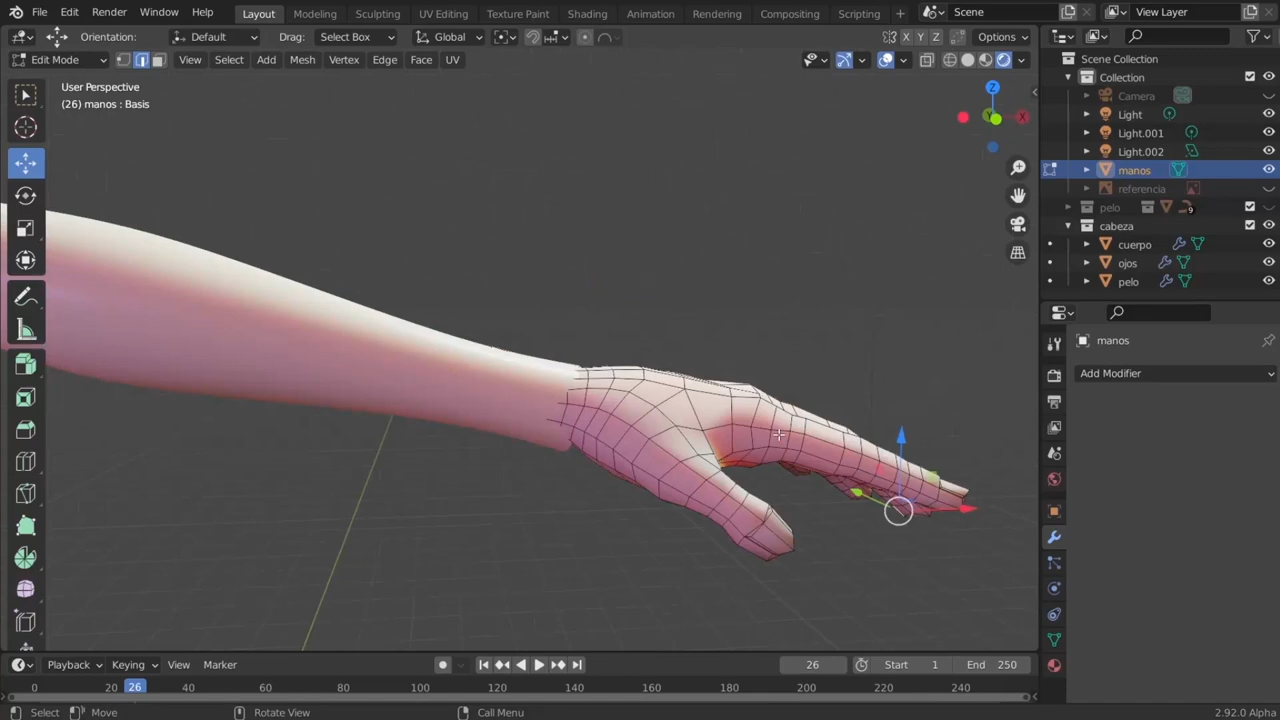 File Edit Render Window Help Layout Modeling Sculpting UV Editing Texture Paint Shading Animation Rendering Compositing Scripting + Scene View Layer
Orientation: Default Drag: Select Box Global X Y Z Options
Edit Mode View Select Add Mesh Vertex Edge Face UV
User Perspective
(26) manos : Basis
Z
Y X
Scene Collection
Collection
Camera
Light
Light.001
Light.002
manos
referencia
pelo 9
cabeza
cuerpo
ojos
pelo
manos
Add Modifier
Playback Keying View Marker 26 Start 1 End 250
0 20 26 40 60 80 100 120 140 160 180 200 220 240
Select Move Rotate View Call Menu 2.92.0 Alpha